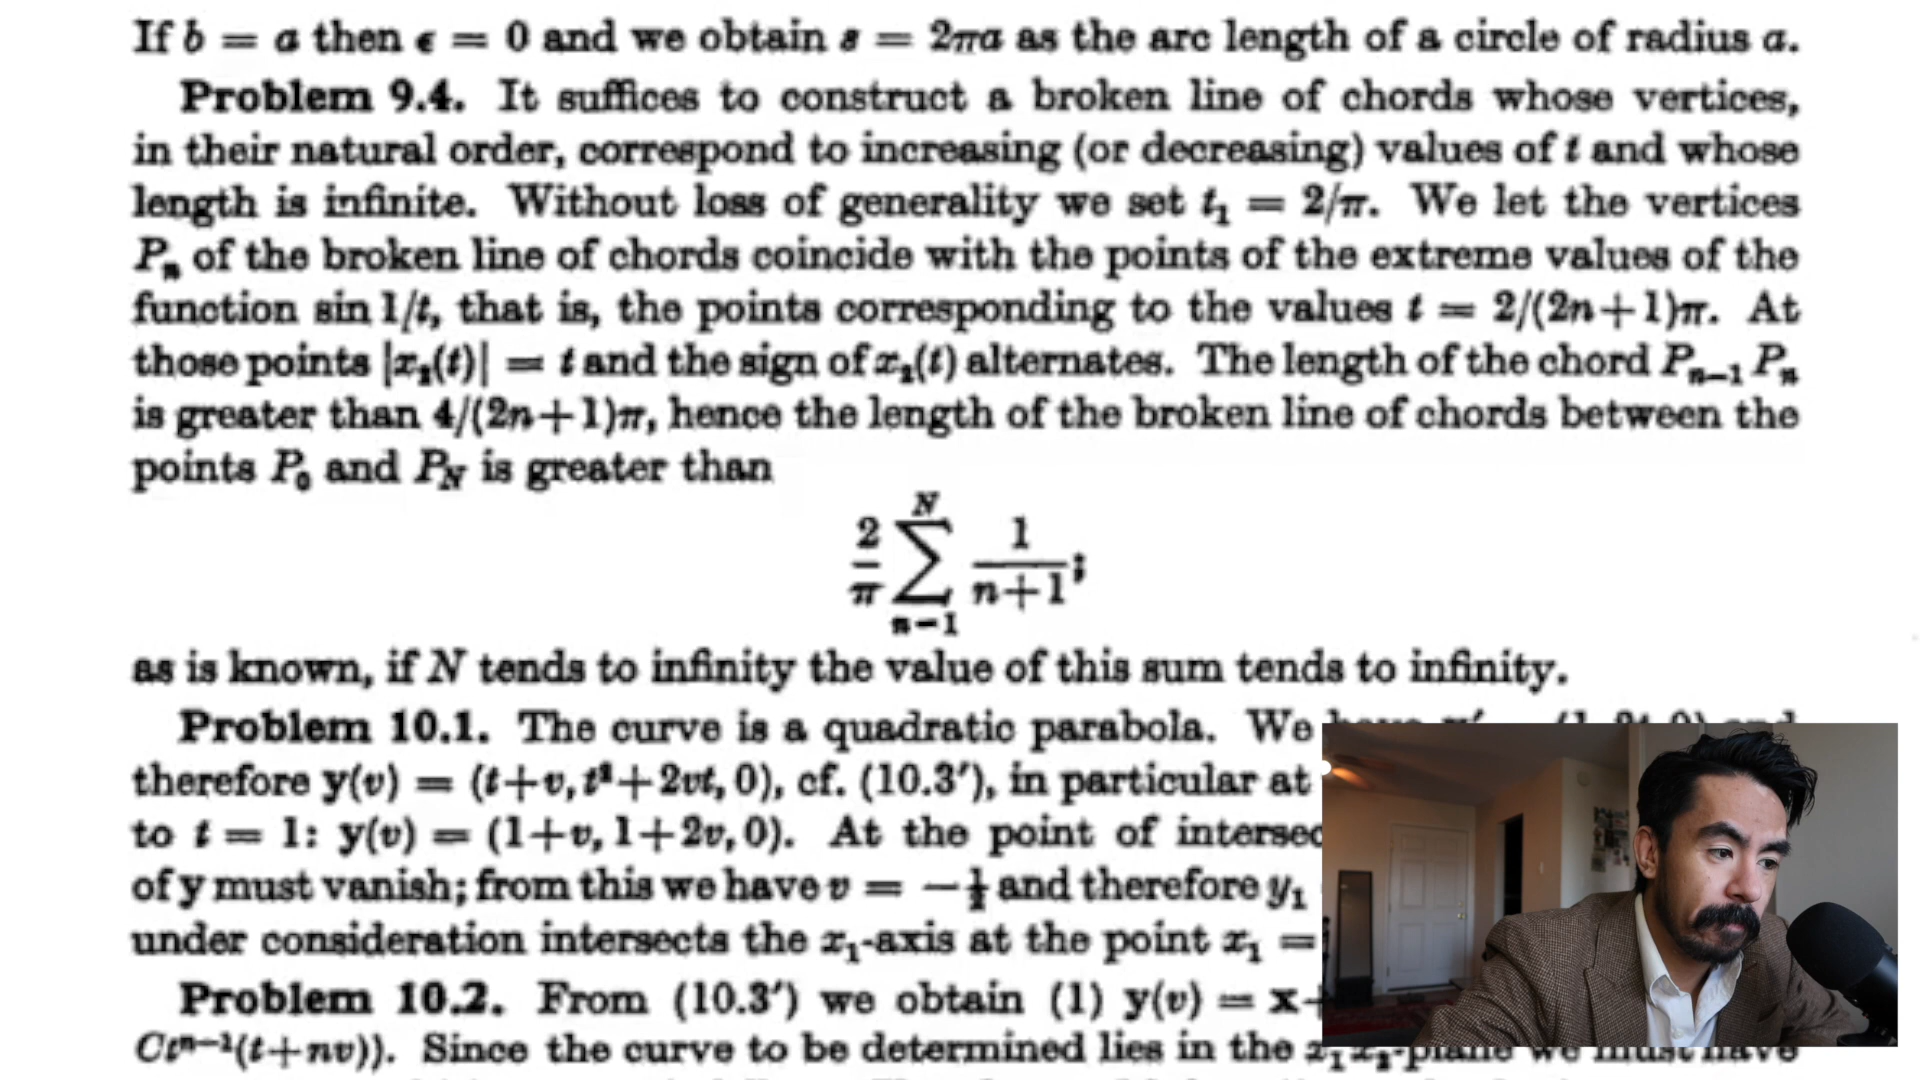 If b = a then ϵ = 0 and we obtain s = 2πa as the arc length of a circle of radius a.
Problem 9.4. It suffices to construct a broken line of chords whose vertices,
in their natural order, correspond to increasing (or decreasing) values of t and whose
length is infinite. Without loss of generality we set t₁ = 2/π. We let the vertices
Pₙ of the broken line of chords coincide with the points of the extreme values of the
function sin 1/t, that is, the points corresponding to the values t = 2/(2n+1)π. At
those points |x₂(t)| = t and the sign of x₂(t) alternates. The length of the chord Pₙ₋₁ Pₙ
is greater than 4/(2n+1)π, hence the length of the broken line of chords between the
points P₀ and P_N is greater than
2/π ∑_{n=1}^{N} 1/(n+1);
as is known, if N tends to infinity the value of this sum tends to infinity.
Problem 10.1. The curve is a quadratic parabola. We
therefore y(v) = (t+v, t²+2vt, 0), cf. (10.3′), in particular at
to t = 1: y(v) = (1+v, 1+2v, 0). At the point of
of y must vanish; from this we have v = −½ and therefore y₁
under consideration intersects the x₁-axis at the point x₁ =
Problem 10.2. From (10.3′) we obtain (1) y(v) = x+
Ctⁿ⁻¹(t+nv)). Since the curve to be determined lies in the x₁x₂-plane we must have